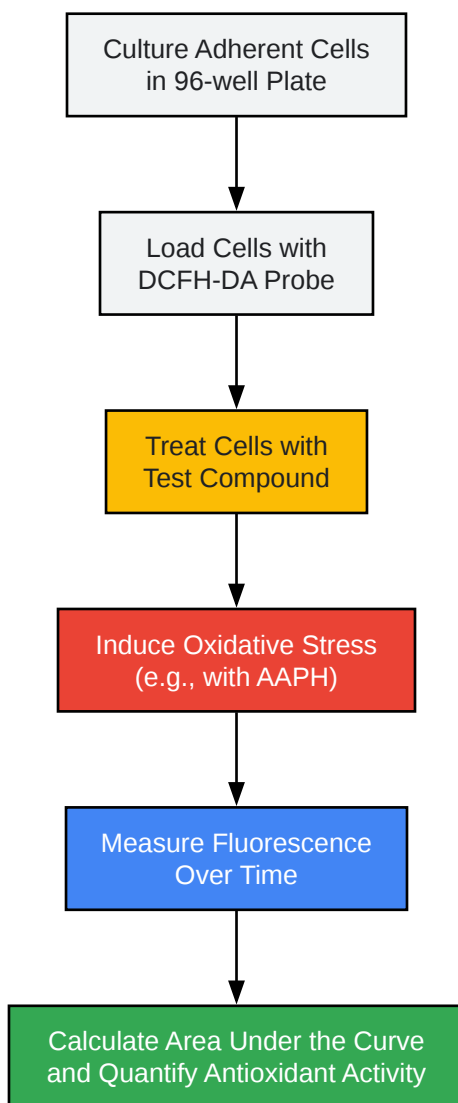 Culture Adherent Cells
in 96-well Plate
Load Cells with
DCFH-DA Probe
Treat Cells with
Test Compound
Induce Oxidative Stress
(e.g., with AAPH)
Measure Fluorescence
Over Time
Calculate Area Under the Curve
and Quantify Antioxidant Activity